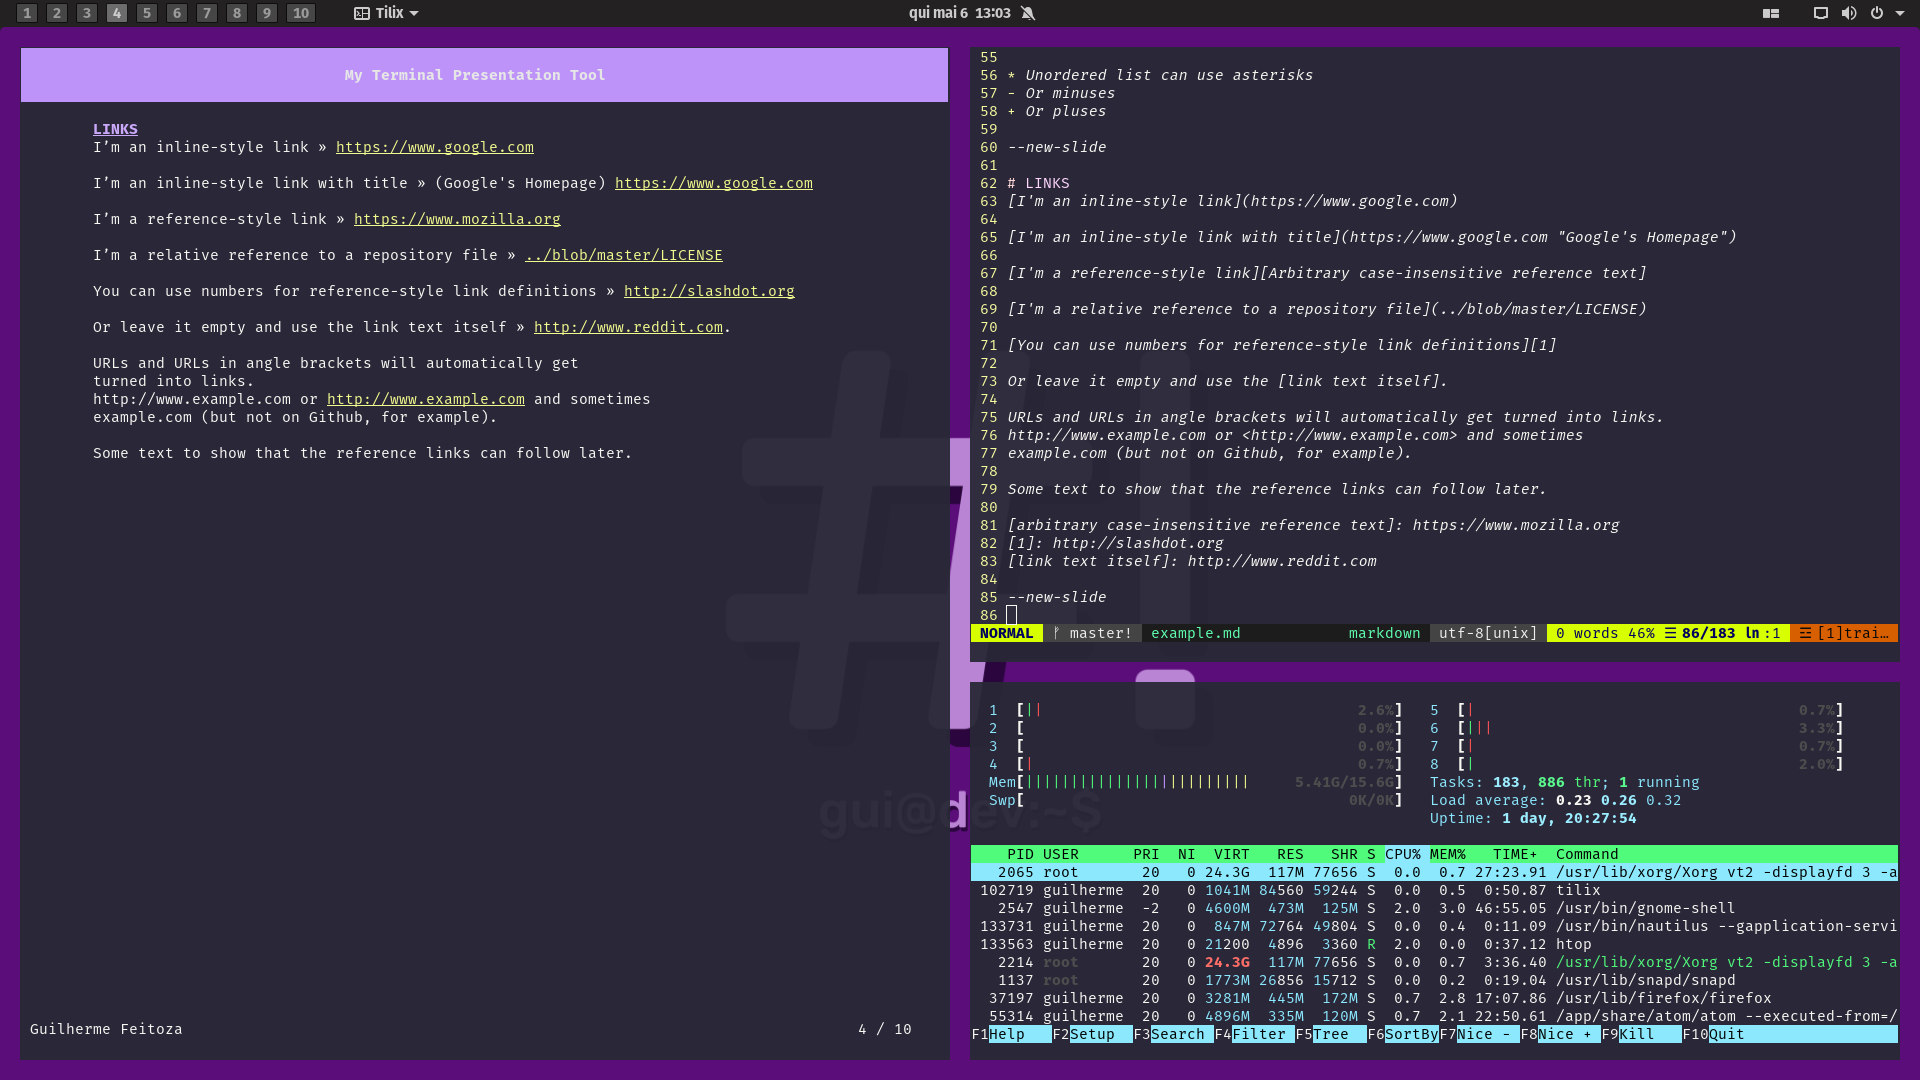 1 2 3 4 5 6 7 8 9 10 Tilix qui mai 6 13:03
My Terminal Presentation Tool
LINKS
I’m an inline-style link » https://www.google.com
I’m an inline-style link with title » (Google's Homepage) https://www.google.com
I’m a reference-style link » https://www.mozilla.org
I’m a relative reference to a repository file » ../blob/master/LICENSE
You can use numbers for reference-style link definitions » http://slashdot.org
Or leave it empty and use the link text itself » http://www.reddit.com.
URLs and URLs in angle brackets will automatically get
turned into links.
http://www.example.com or http://www.example.com and sometimes
example.com (but not on Github, for example).
Some text to show that the reference links can follow later.
Guilherme Feitoza 4 / 10
55
56 * Unordered list can use asterisks
57 - Or minuses
58 + Or pluses
59
60 --new-slide
61
62 # LINKS
63 [I'm an inline-style link](https://www.google.com)
64
65 [I'm an inline-style link with title](https://www.google.com "Google's Homepage")
66
67 [I'm a reference-style link][Arbitrary case-insensitive reference text]
68
69 [I'm a relative reference to a repository file](../blob/master/LICENSE)
70
71 [You can use numbers for reference-style link definitions][1]
72
73 Or leave it empty and use the [link text itself].
74
75 URLs and URLs in angle brackets will automatically get turned into links.
76 http://www.example.com or <http://www.example.com> and sometimes
77 example.com (but not on Github, for example).
78
79 Some text to show that the reference links can follow later.
80
81 [arbitrary case-insensitive reference text]: https://www.mozilla.org
82 [1]: http://slashdot.org
83 [link text itself]: http://www.reddit.com
84
85 --new-slide
86
NORMAL master! example.md markdown utf-8[unix] 0 words 46% ☰ 86/183 ln :1 ☲ [1]trai…
gui@dev:~$
1 [|| 2.6%] 5 [| 0.7%]
2 [ 0.0%] 6 [||| 3.3%]
3 [ 0.0%] 7 [| 0.7%]
4 [| 0.7%] 8 [| 2.0%]
Mem[||||||||||||||||||||||||| 5.41G/15.6G] Tasks: 183, 886 thr; 1 running
Swp[ 0K/0K] Load average: 0.23 0.26 0.32
Uptime: 1 day, 20:27:54
PID USER PRI NI VIRT RES SHR S CPU% MEM% TIME+ Command
2065 root 20 0 24.3G 117M 77656 S 0.0 0.7 27:23.91 /usr/lib/xorg/Xorg vt2 -displayfd 3 -a
102719 guilherme 20 0 1041M 84560 59244 S 0.0 0.5 0:50.87 tilix
2547 guilherme -2 0 4600M 473M 125M S 2.0 3.0 46:55.05 /usr/bin/gnome-shell
133731 guilherme 20 0 847M 72764 49804 S 0.0 0.4 0:11.09 /usr/bin/nautilus --gapplication-servi
133563 guilherme 20 0 21200 4896 3360 R 2.0 0.0 0:37.12 htop
2214 root 20 0 24.3G 117M 77656 S 0.0 0.7 3:36.40 /usr/lib/xorg/Xorg vt2 -displayfd 3 -a
1137 root 20 0 1773M 26856 15712 S 0.0 0.2 0:19.04 /usr/lib/snapd/snapd
37197 guilherme 20 0 3281M 445M 172M S 0.7 2.8 17:07.86 /usr/lib/firefox/firefox
55314 guilherme 20 0 4896M 335M 120M S 0.7 2.1 22:50.61 /app/share/atom/atom --executed-from=/
F1Help F2Setup F3Search F4Filter F5Tree F6SortBy F7Nice - F8Nice + F9Kill F10Quit